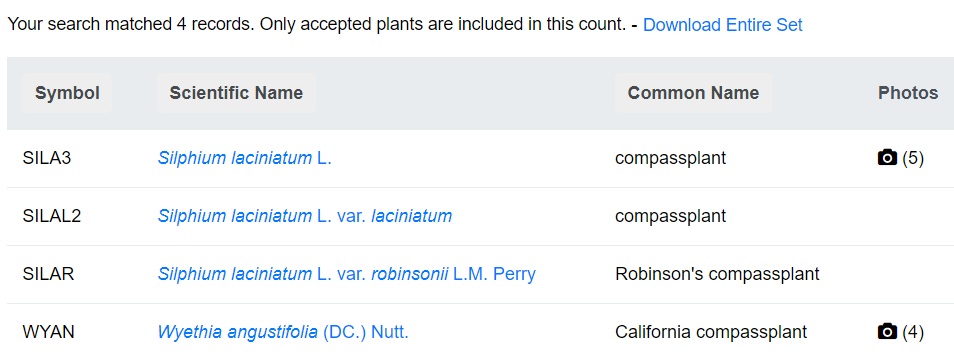 Your search matched 4 records. Only accepted plants are included in this count. - Download Entire Set
Symbol Scientific Name Common Name Photos
SILA3 Silphium laciniatum L. compassplant (5)
SILAL2 Silphium laciniatum L. var. laciniatum compassplant
SILAR Silphium laciniatum L. var. robinsonii L.M. Perry Robinson's compassplant
WYAN Wyethia angustifolia (DC.) Nutt. California compassplant (4)